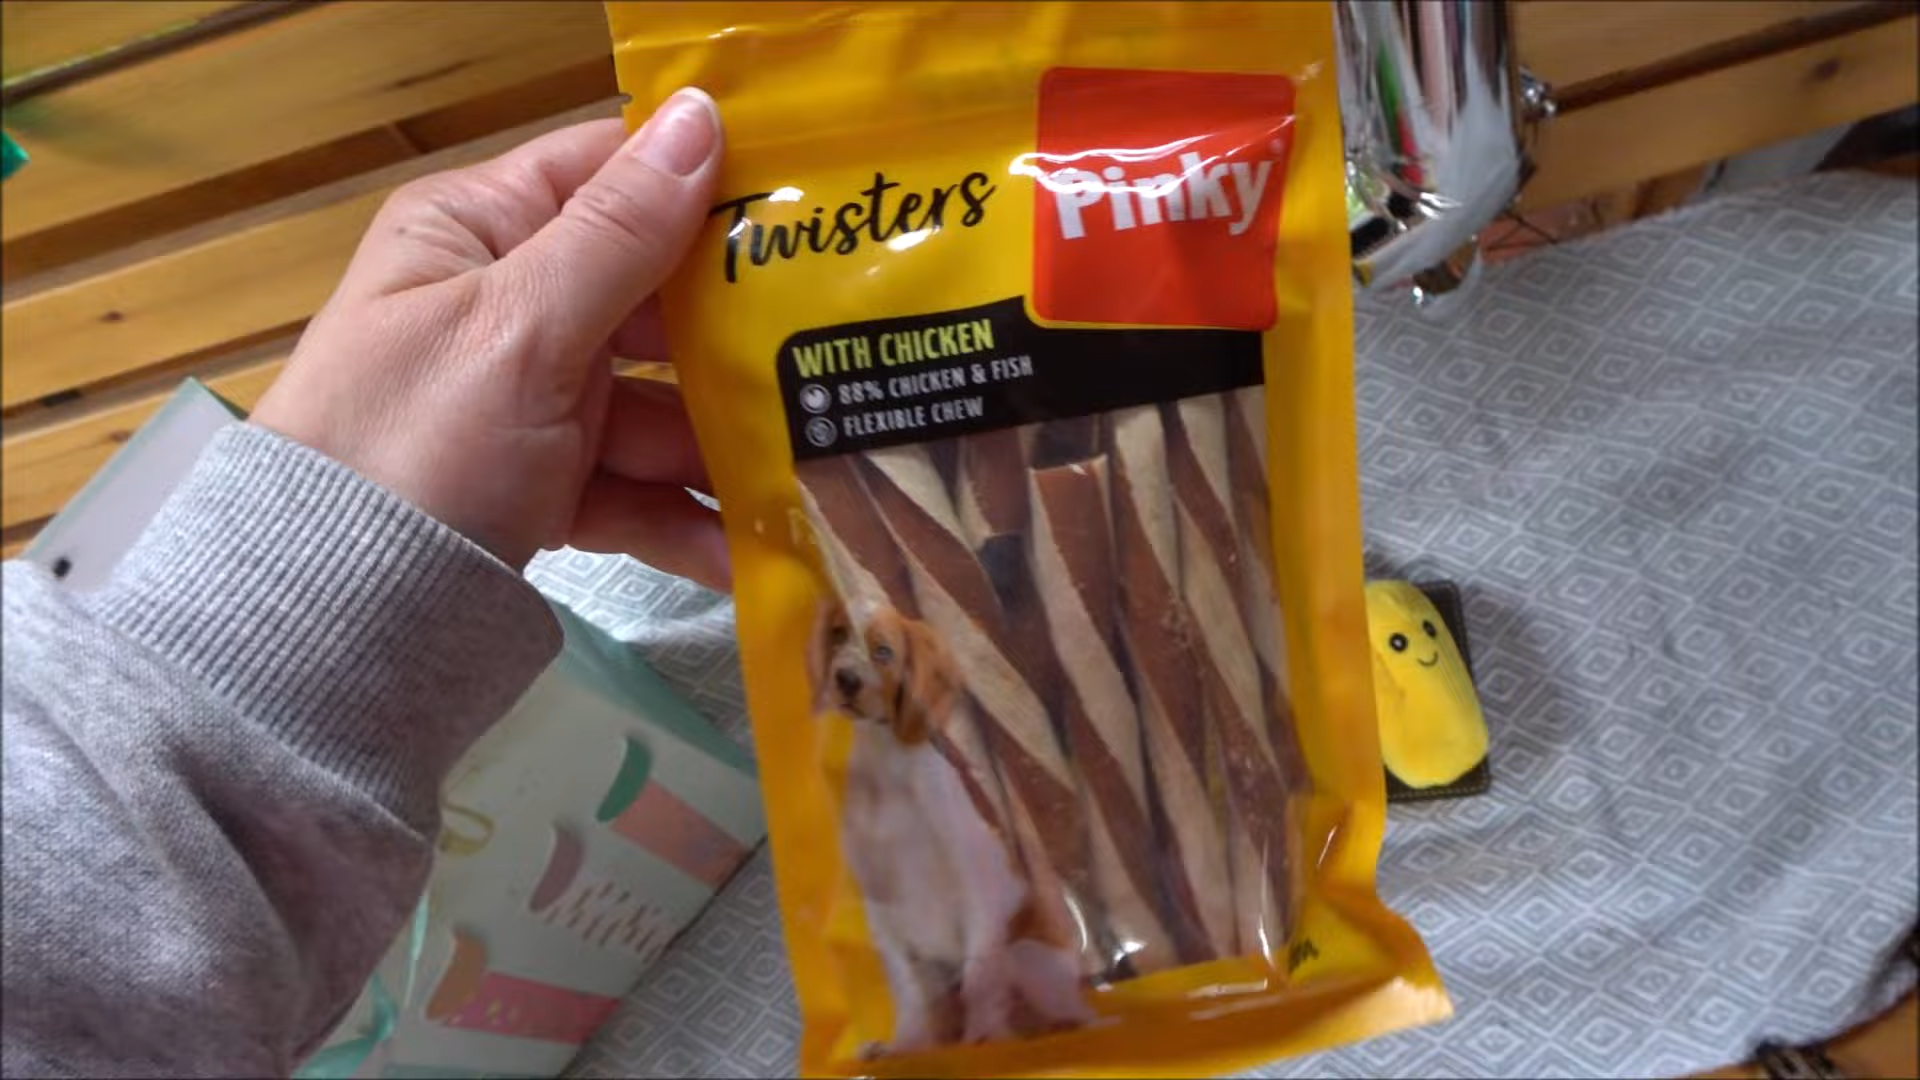 Twisters
Pinky
WITH CHICKEN
88% CHICKEN & FISH
FLEXIBLE CHEW